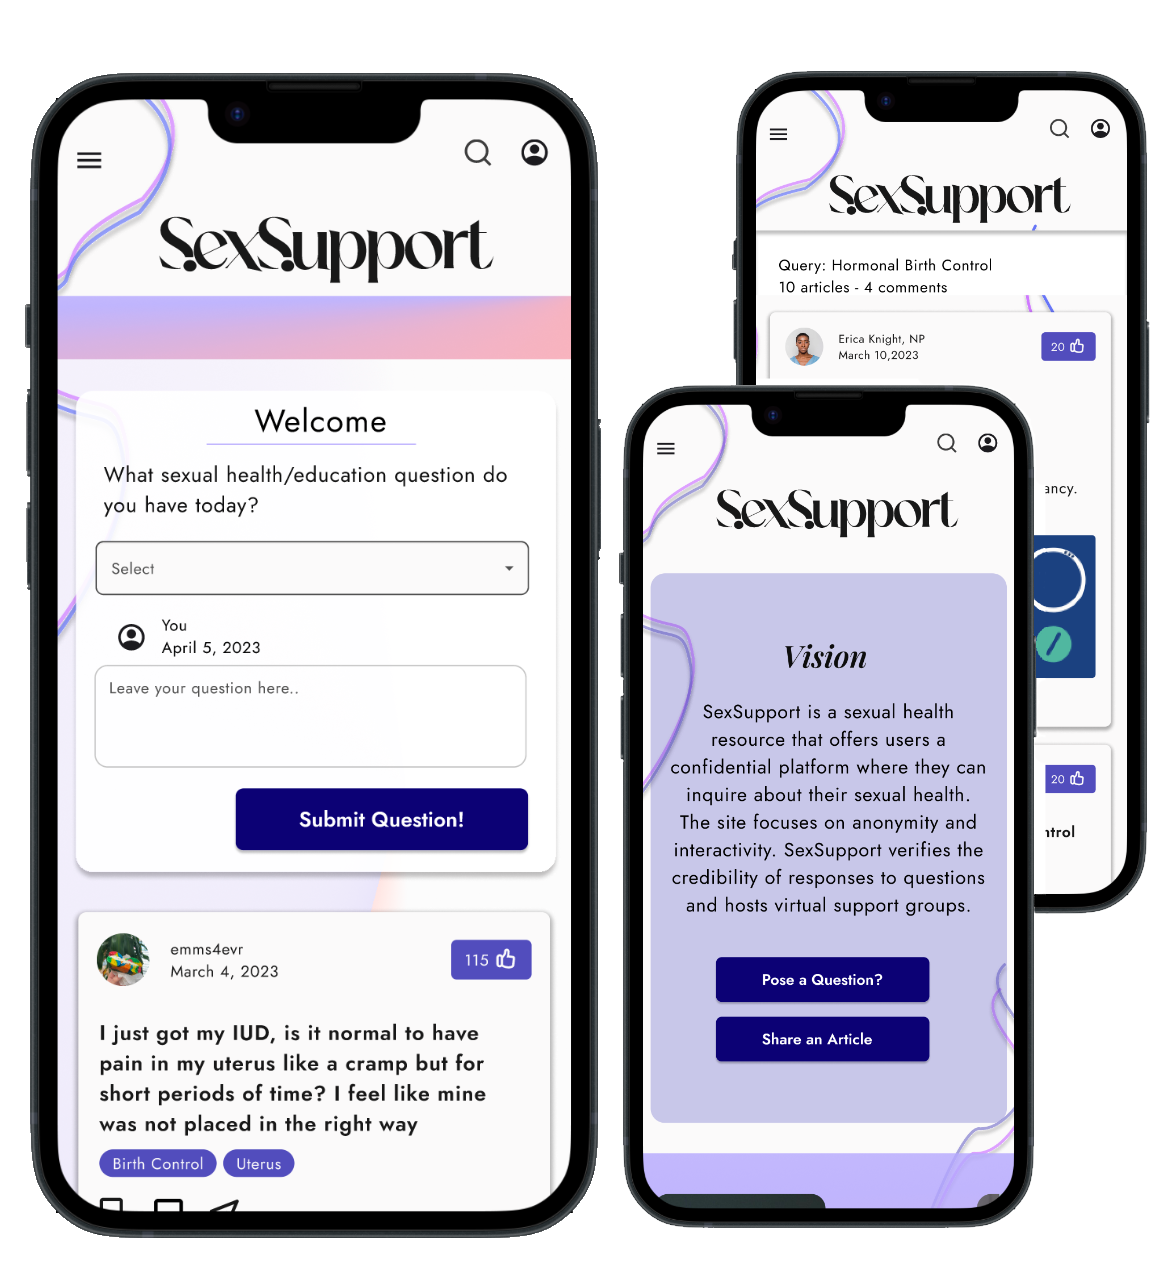 SexSupport
Welcome
What sexual health/education question do
you have today?
Select
You
April 5, 2023
Leave your question here..
Submit Question!
emms4evr
March 4, 2023
115
I just got my IUD, is it normal to have
pain in my uterus like a cramp but for
short periods of time? I feel like mine
was not placed in the right way
Birth Control
Uterus
SexSupport
Query: Hormonal Birth Control
10 articles - 4 comments
Erica Knight, NP
March 10,2023
20
ancy.
20
ntrol
SexSupport
Vision
SexSupport is a sexual health
resource that offers users a
confidential platform where they can
inquire about their sexual health.
The site focuses on anonymity and
interactivity. SexSupport verifies the
credibility of responses to questions
and hosts virtual support groups.
Pose a Question?
Share an Article